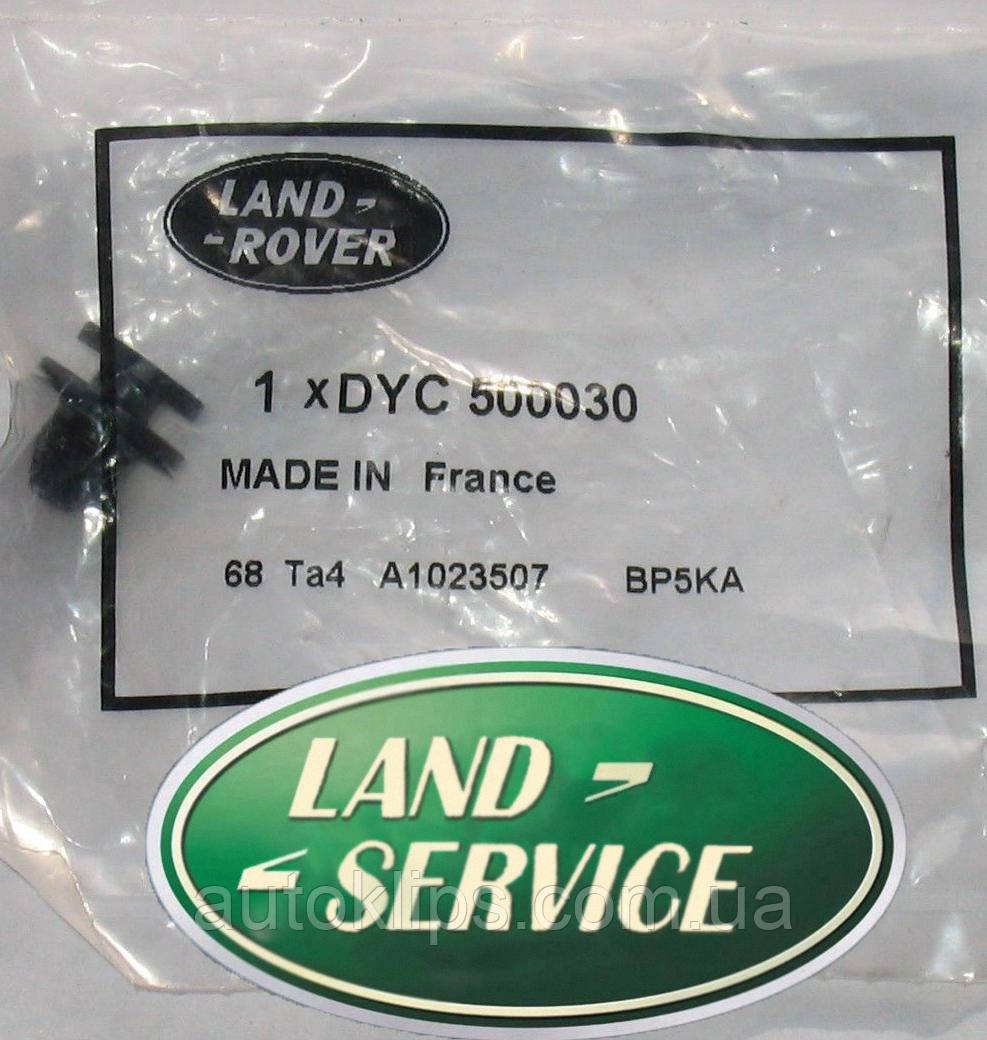 LAND -
- ROVER
1 xDYC 500030
MADE IN France
68 Ta4 A1023507 BP5KA
LAND -
- SERVICE
autoklips.com.ua